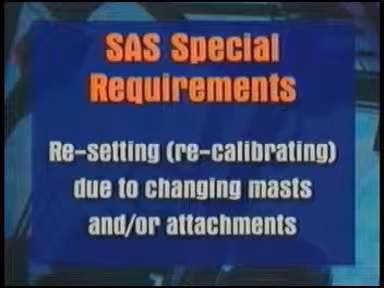 SAS Special
Requirements
Re-setting (re-calibrating)
due to changing masts
and/or attachments